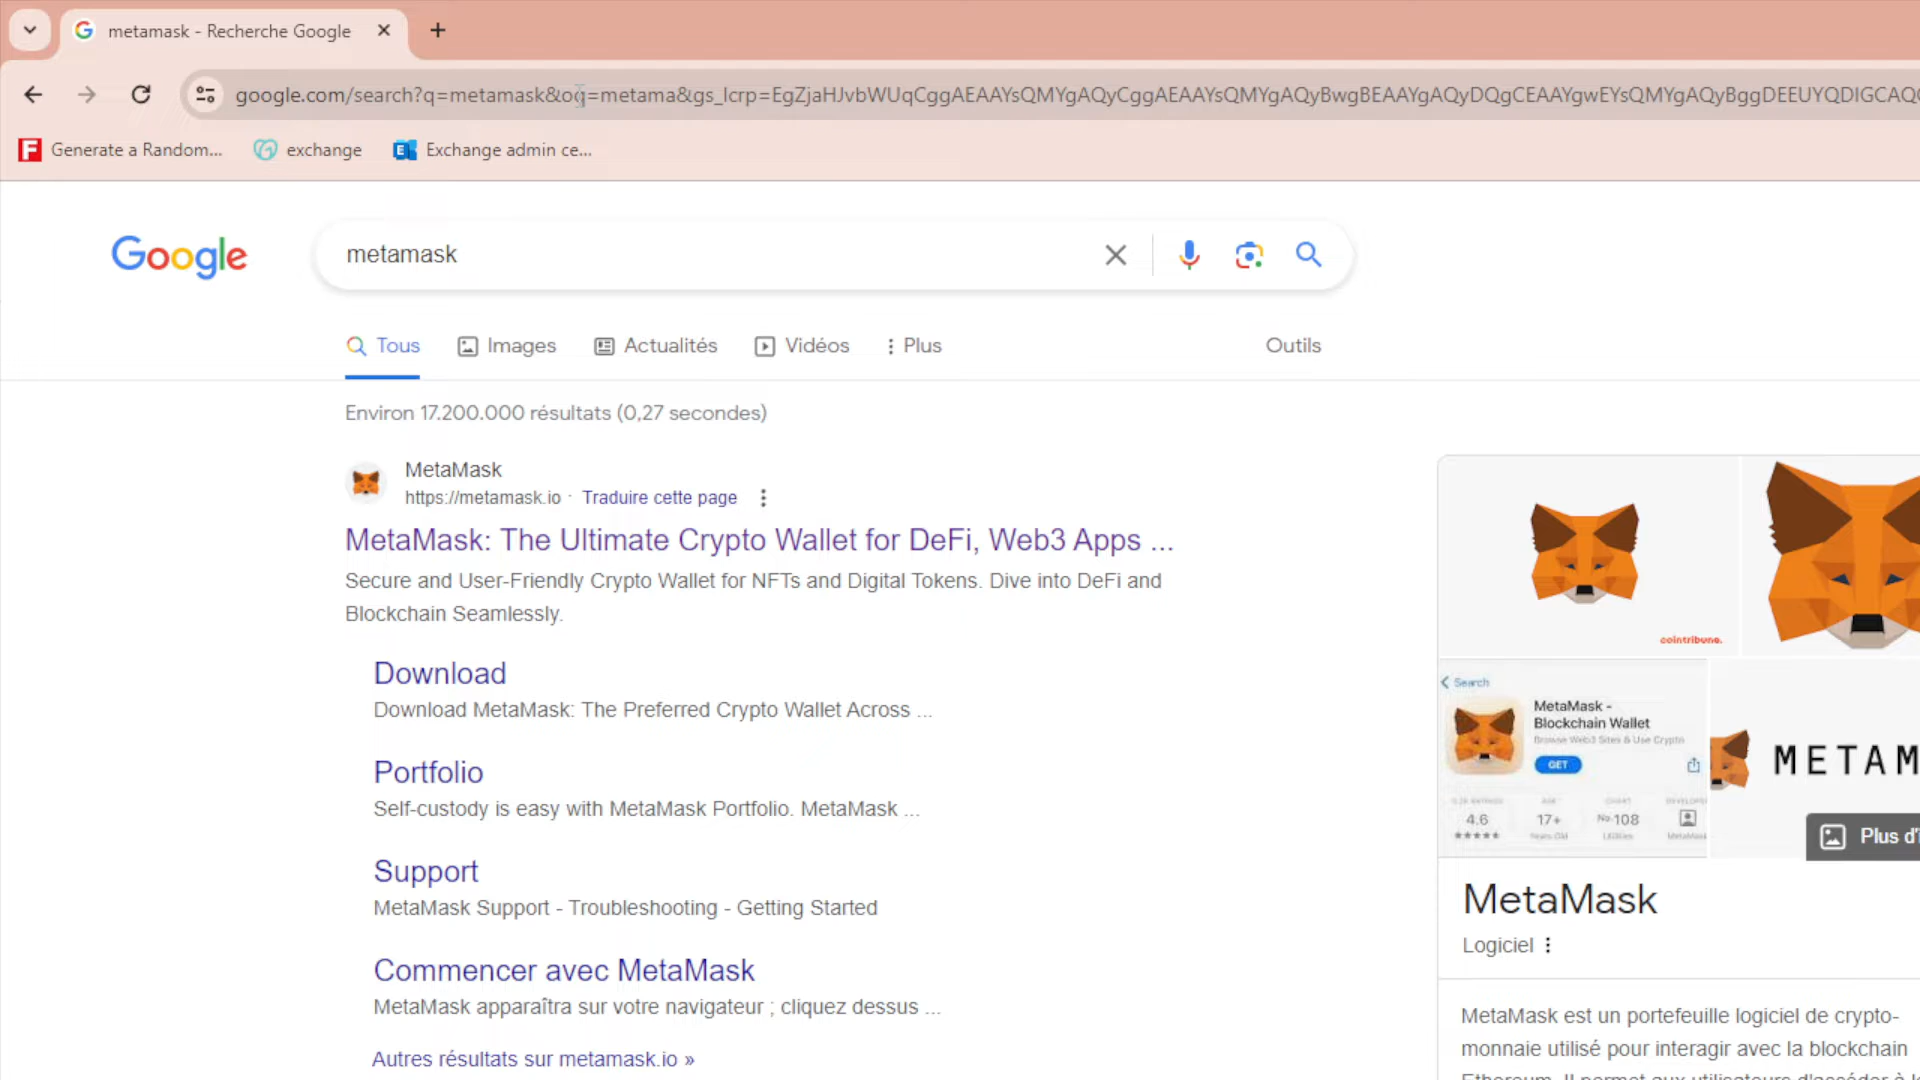 metamask - Recherche Google
google.com/search?q=metamask&oq=metama&gs_lcrp=EgZjaHJvbWUqCggAEAAYsQMYgAQyCggAEAAYsQMYgAQyBwgBEAAYgAQyDQgCEAAYgwEYsQMYgAQyBggDEEUYQDIGCAQ
Generate a Random...
exchange
Exchange admin ce...
Google
metamask
Tous
Images
Actualités
Vidéos
Plus
Outils
Environ 17.200.000 résultats (0,27 secondes)
MetaMask
https://metamask.io · Traduire cette page
MetaMask: The Ultimate Crypto Wallet for DeFi, Web3 Apps ...
Secure and User-Friendly Crypto Wallet for NFTs and Digital Tokens. Dive into DeFi and
Blockchain Seamlessly.
Download
Download MetaMask: The Preferred Crypto Wallet Across ...
Portfolio
Self-custody is easy with MetaMask Portfolio. MetaMask ...
Support
MetaMask Support - Troubleshooting - Getting Started
Commencer avec MetaMask
MetaMask apparaîtra sur votre navigateur ; cliquez dessus ...
Autres résultats sur metamask.io »
cointribune.
Search
MetaMask -
Blockchain Wallet
Browse Web3 Sites & Use Crypto
GET
4.6
17+
No.108
Years Old
METAM
Plus d'i
MetaMask
Logiciel
MetaMask est un portefeuille logiciel de crypto-
monnaie utilisé pour interagir avec la blockchain